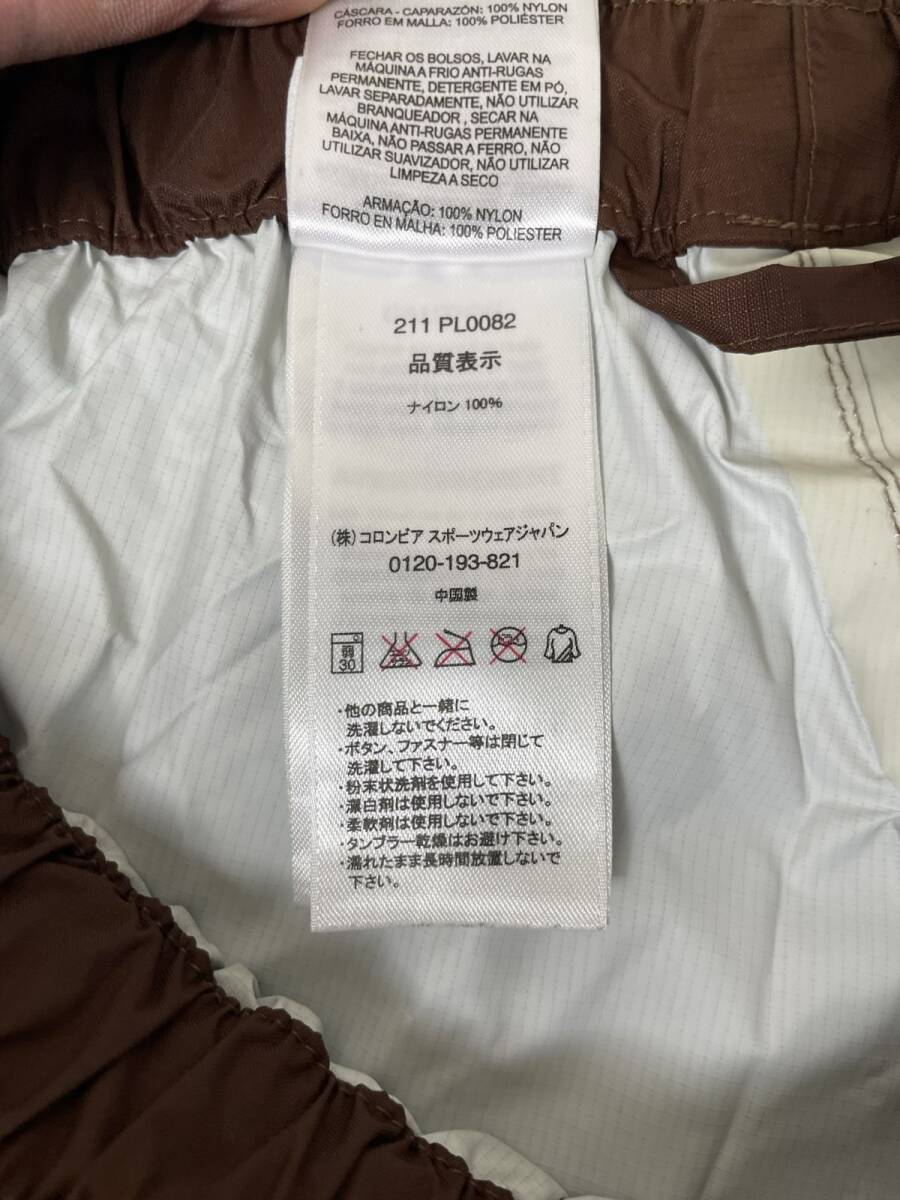 CÁSCARA - CAPARAZÓN: 100% NYLON
FORRO EM MALLA: 100% POLIÉSTER
FECHAR OS BOLSOS, LAVAR NA
MÁQUINA A FRIO ANTI-RUGAS
PERMANENTE, DETERGENTE EM PÓ,
LAVAR SEPARADAMENTE, NÃO UTILIZAR
BRANQUEADOR , SECAR NA
MÁQUINA ANTI-RUGAS PERMANENTE
BAIXA, NÃO PASSAR A FERRO, NÃO
UTILIZAR SUAVIZADOR, NÃO UTILIZAR
LIMPEZA A SECO
ARMAÇÃO: 100% NYLON
FORRO EN MALHA: 100% POLIESTER
211 PL0082
品質表示
ナイロン 100%
(株) コロンビア スポーツウェアジャパン
0120-193-821
中国製
弱
30
・他の商品と一緒に
洗濯しないでください。
・ボタン、ファスナー等は閉じて
洗濯して下さい。
・粉末状洗剤を使用して下さい。
・漂白剤は使用しないで下さい。
・柔軟剤は使用しないで下さい。
・タンブラー乾燥はお避け下さい。
・濡れたまま長時間放置しないで
下さい。